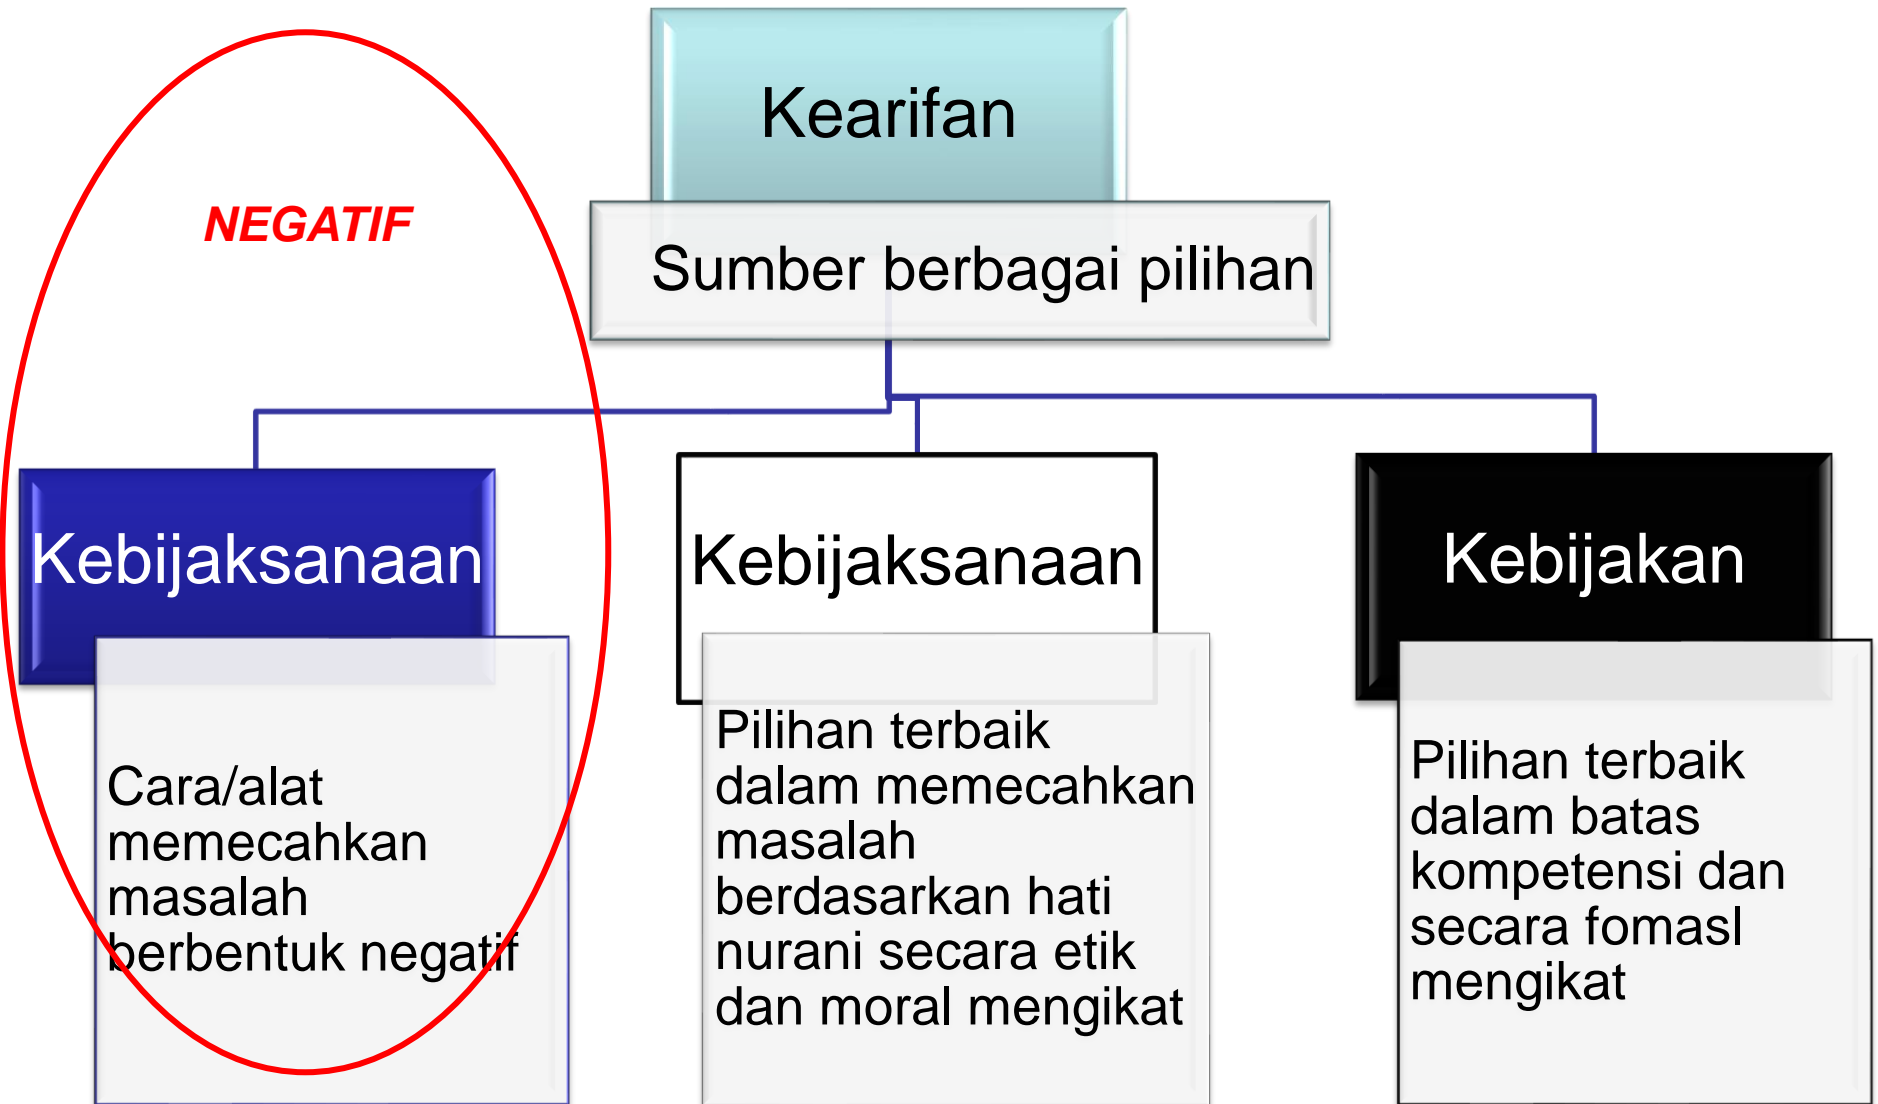 Kearifan
Sumber berbagai pilihan
NEGATIF
Kebijaksanaan
Cara/alat
memecahkan
masalah
berbentuk negatif
Kebijaksanaan
Pilihan terbaik
dalam memecahkan
masalah
berdasarkan hati
nurani secara etik
dan moral mengikat
Kebijakan
Pilihan terbaik
dalam batas
kompetensi dan
secara fomasl
mengikat